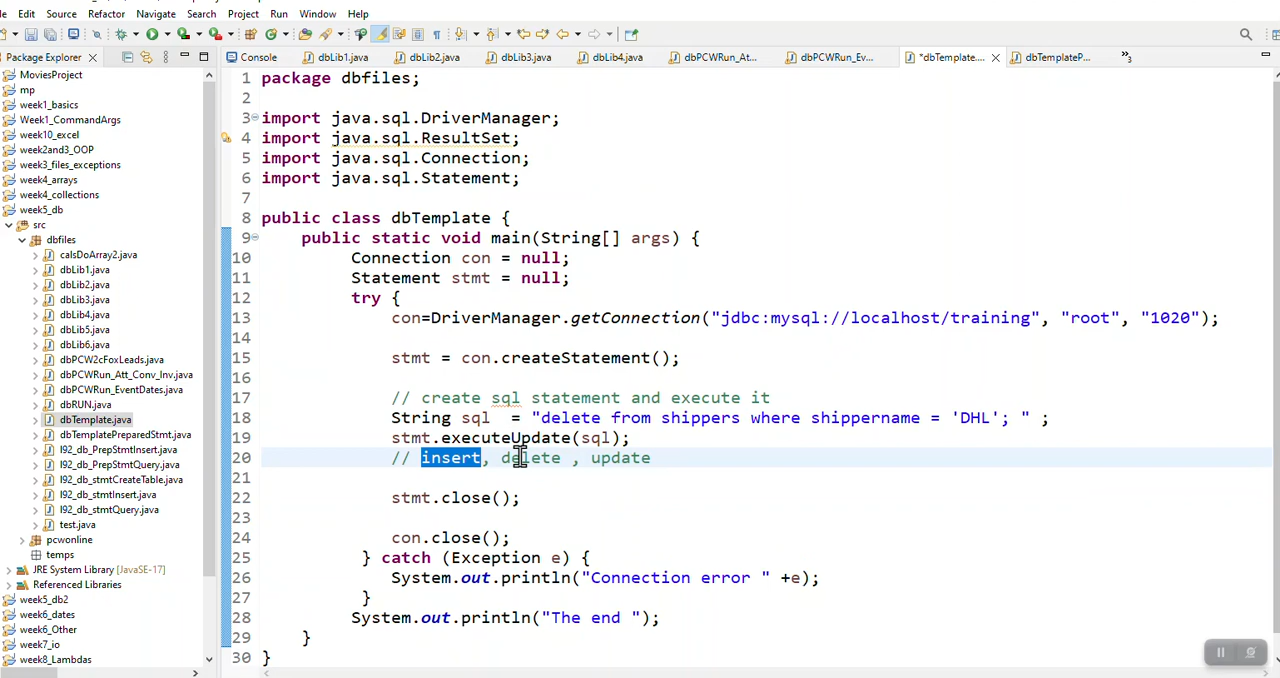 Edit Source Refactor Navigate Search Project Run Window Help
Package Explorer
Console dbLib1.java dbLib2.java dbLib3.java dbLib4.java dbPCWRun_At... dbPCWRun_Ev... *dbTemplate.... dbTemplateP... »3
MoviesProject
mp
week1_basics
Week1_CommandArgs
week10_excel
week2and3_OOP
week3_files_exceptions
week4_arrays
week4_collections
week5_db
src
dbfiles
calsDoArray2.java
dbLib1.java
dbLib2.java
dbLib3.java
dbLib4.java
dbLib5.java
dbLib6.java
dbPCW2cFoxLeads.java
dbPCWRun_Att_Conv_Inv.java
dbPCWRun_EventDates.java
dbRUN.java
dbTemplate.java
dbTemplatePreparedStmt.java
l92_db_PrepStmtInsert.java
l92_db_PrepStmtQuery.java
l92_db_stmtCreateTable.java
l92_db_stmtInsert.java
l92_db_stmtQuery.java
test.java
pcwonline
temps
JRE System Library [JavaSE-17]
Referenced Libraries
week5_db2
week6_dates
week6_Other
week7_io
week8_Lambdas
1 package dbfiles;
2
3 import java.sql.DriverManager;
4 import java.sql.ResultSet;
5 import java.sql.Connection;
6 import java.sql.Statement;
7
8 public class dbTemplate {
9 public static void main(String[] args) {
10 Connection con = null;
11 Statement stmt = null;
12 try {
13 con=DriverManager.getConnection("jdbc:mysql://localhost/training", "root", "1020");
14
15 stmt = con.createStatement();
16
17 // create sql statement and execute it
18 String sql = "delete from shippers where shippername = 'DHL'; " ;
19 stmt.executeUpdate(sql);
20 // insert, delete , update
21
22 stmt.close();
23
24 con.close();
25 } catch (Exception e) {
26 System.out.println("Connection error " +e);
27 }
28 System.out.println("The end ");
29 }
30 }